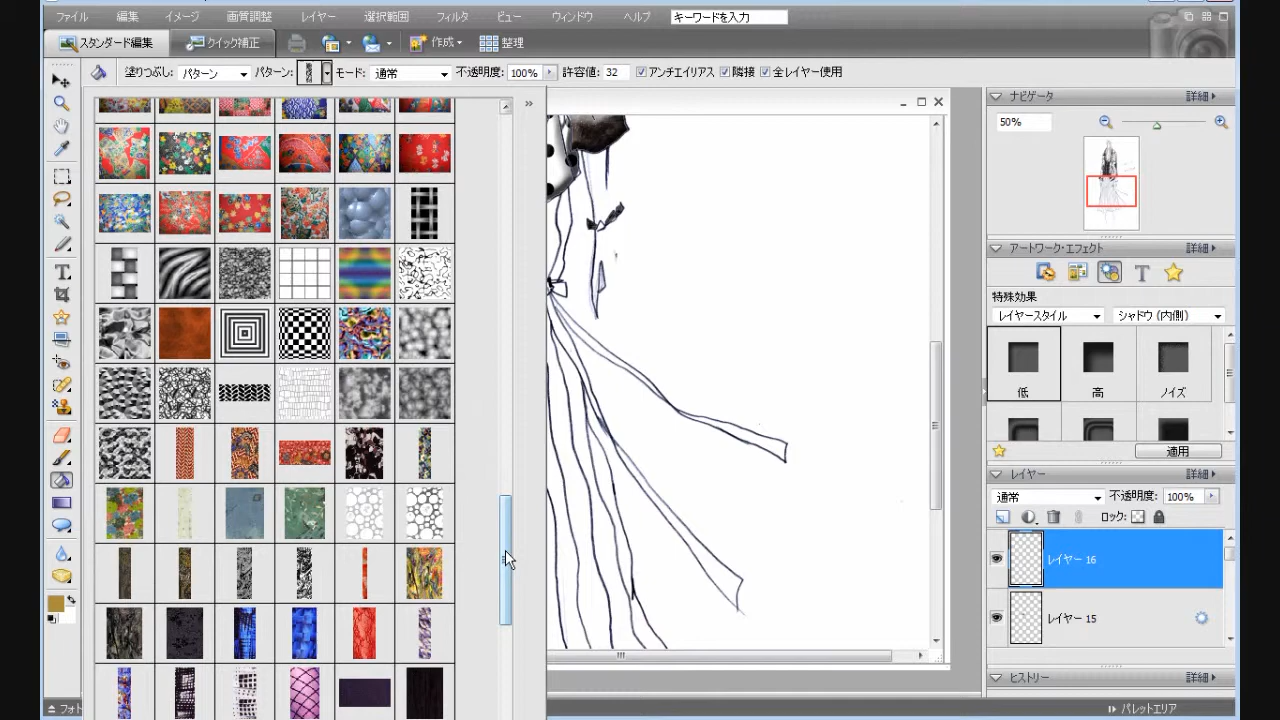 ファイル 編集 イメージ 画質調整 レイヤー 選択範囲 フィルタ ビュー ウィンドウ ヘルプ キーワードを入力
スタンダード編集 クイック補正 作成 整理
塗りつぶし: パターン パターン: モード: 通常 不透明度: 100% 許容値: 32 アンチエイリアス 隣接 全レイヤー使用
ナビゲータ 詳細
50%
アートワーク・エフェクト 詳細
T
特殊効果
レイヤースタイル シャドウ (内側)
低 高 ノイズ
適用
レイヤー 詳細
通常 不透明度: 100%
ロック:
レイヤー 16
レイヤー 15
ヒストリー 詳細
フォト
パレットエリア